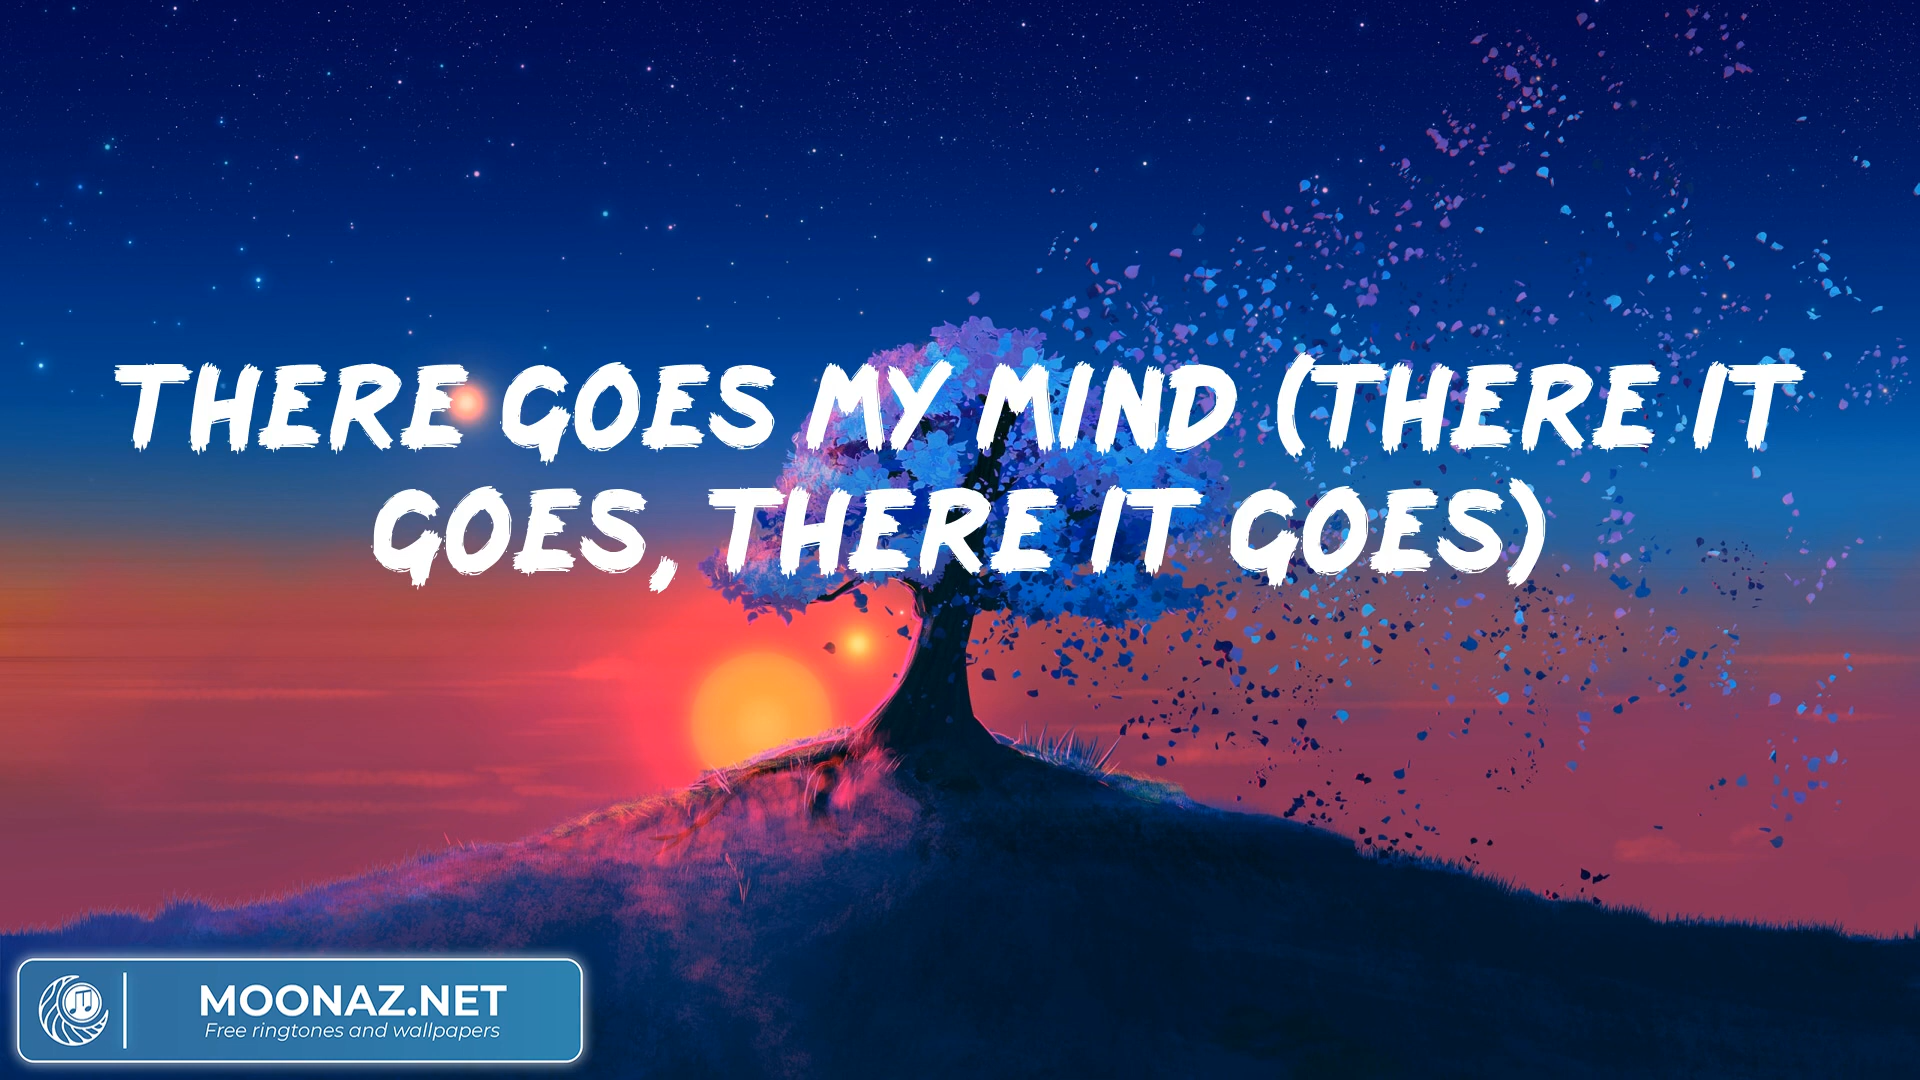 THERE GOES MY MIND (THERE IT
GOES, THERE IT GOES)
MOONAZ.NET
Free ringtones and wallpapers